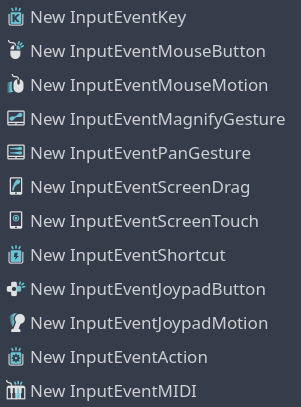 New InputEventKey
New InputEventMouseButton
New InputEventMouseMotion
New InputEventMagnifyGesture
New InputEventPanGesture
New InputEventScreenDrag
New InputEventScreenTouch
New InputEventShortcut
New InputEventJoypadButton
New InputEventJoypadMotion
New InputEventAction
New InputEventMIDI